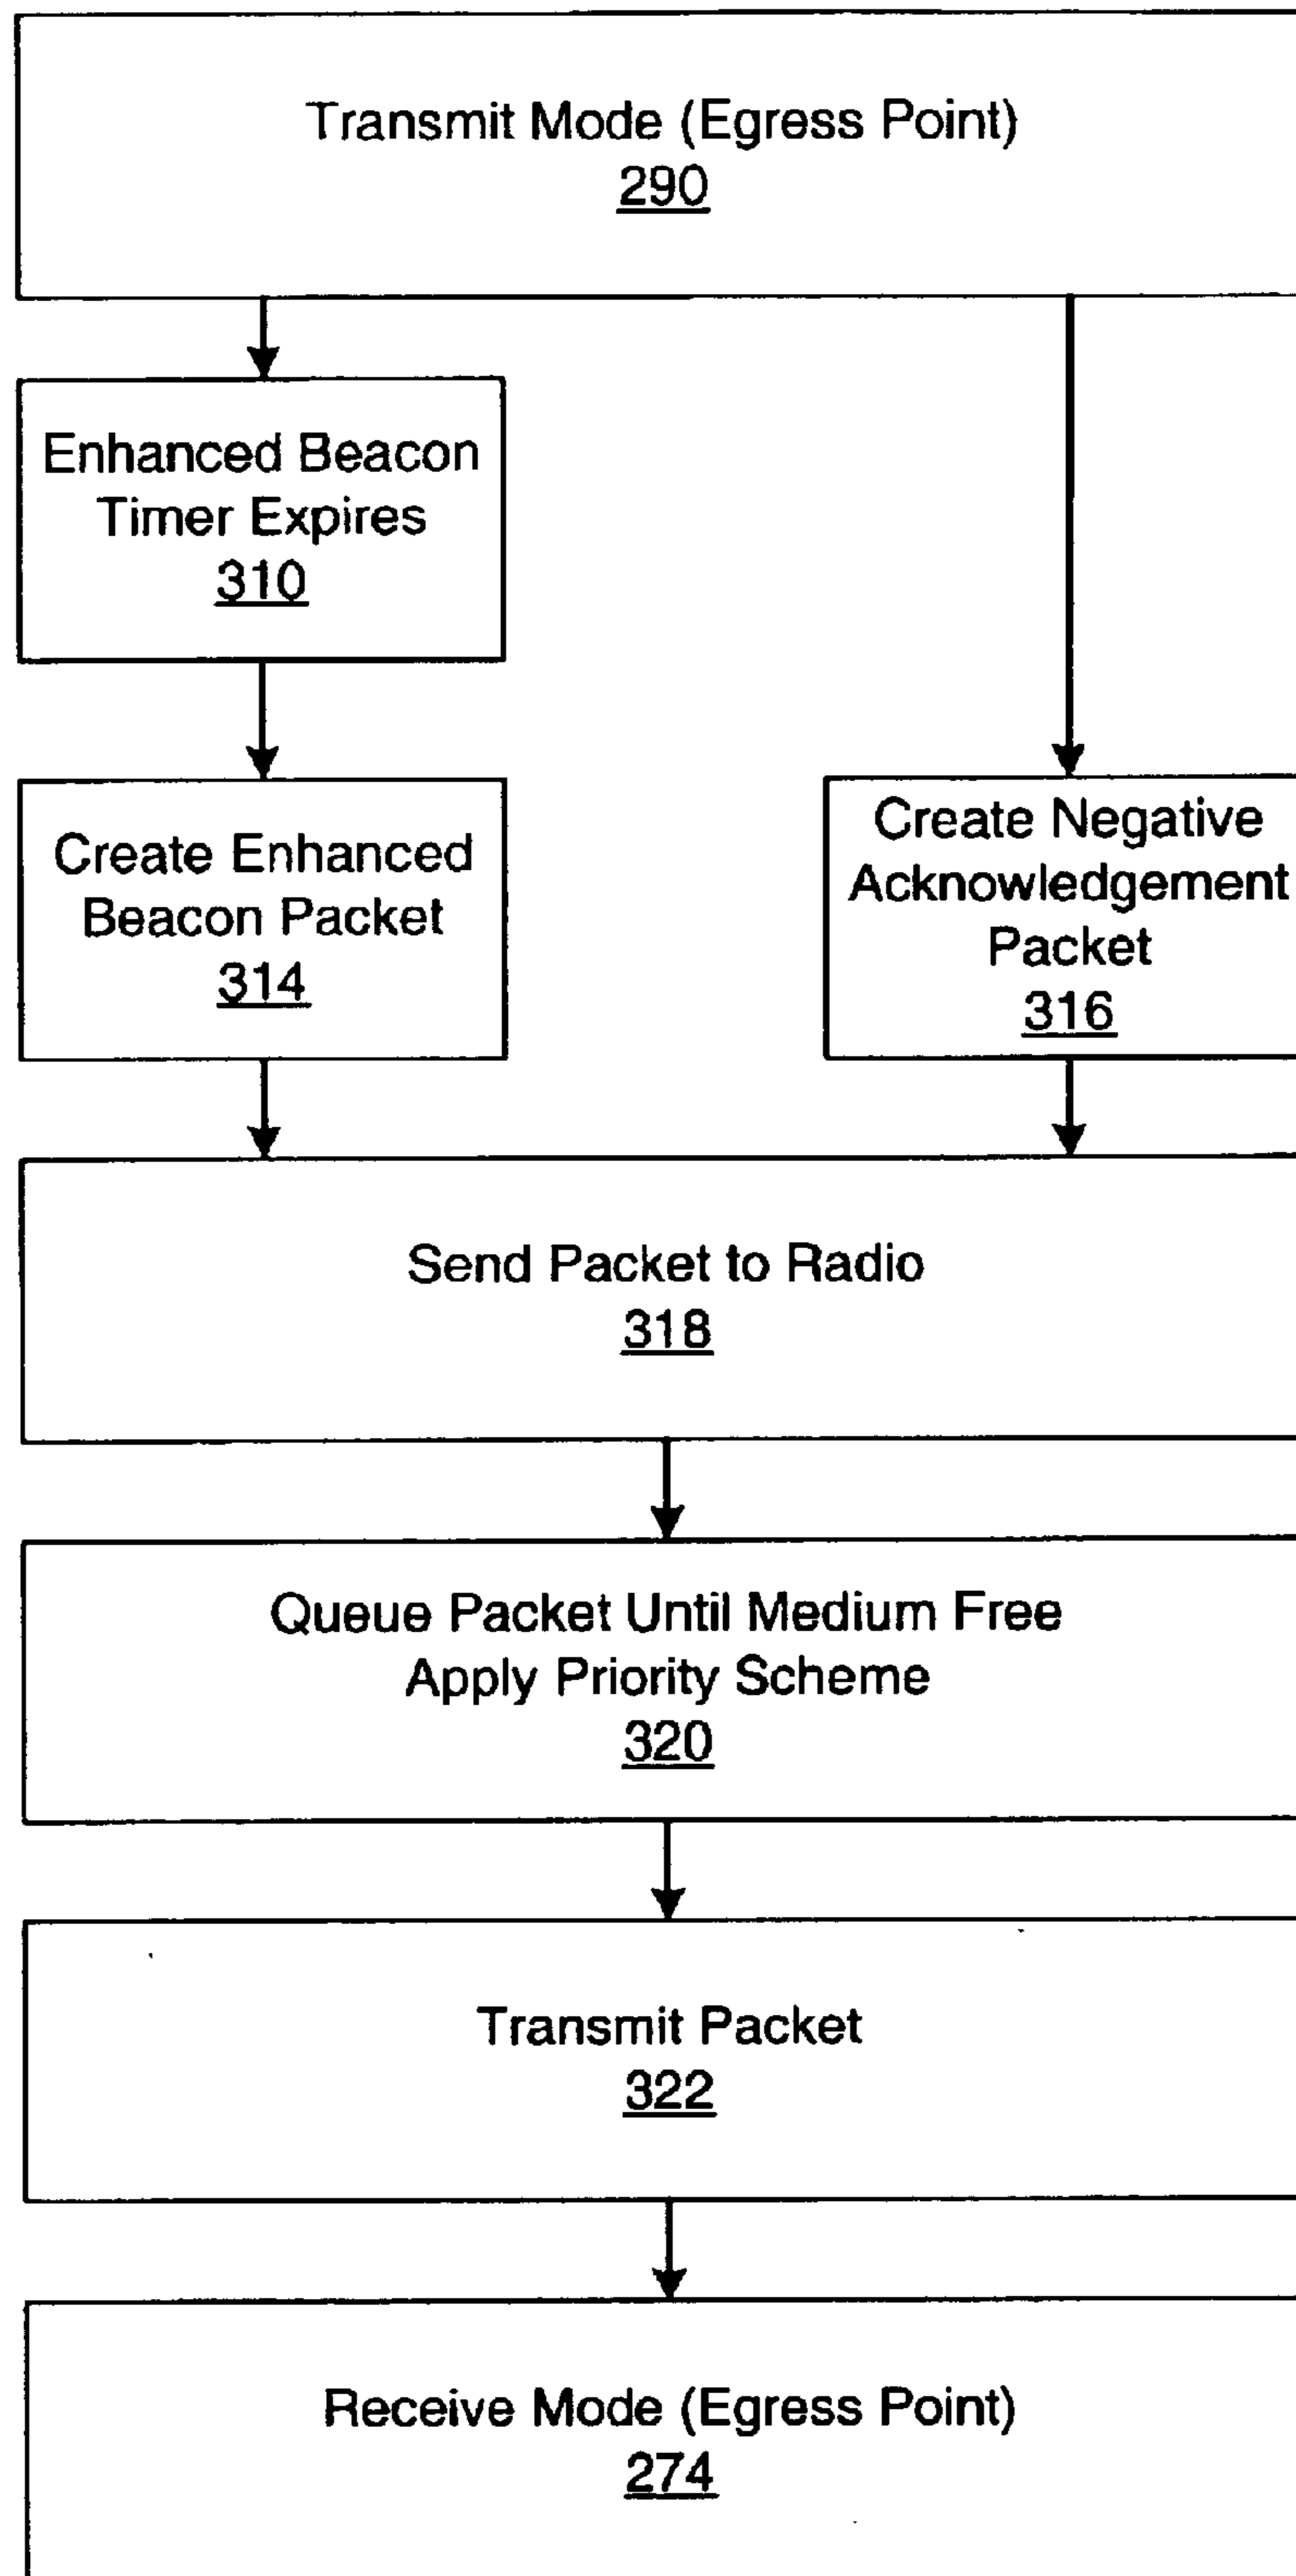 Transmit Mode (Egress Point)
290
Enhanced Beacon
Timer Expires
310
Create Enhanced
Beacon Packet
314
Create Negative
Acknowledgement
Packet
316
Send Packet to Radio
318
Queue Packet Until Medium Free
Apply Priority Scheme
320
Transmit Packet
322
Receive Mode (Egress Point)
274